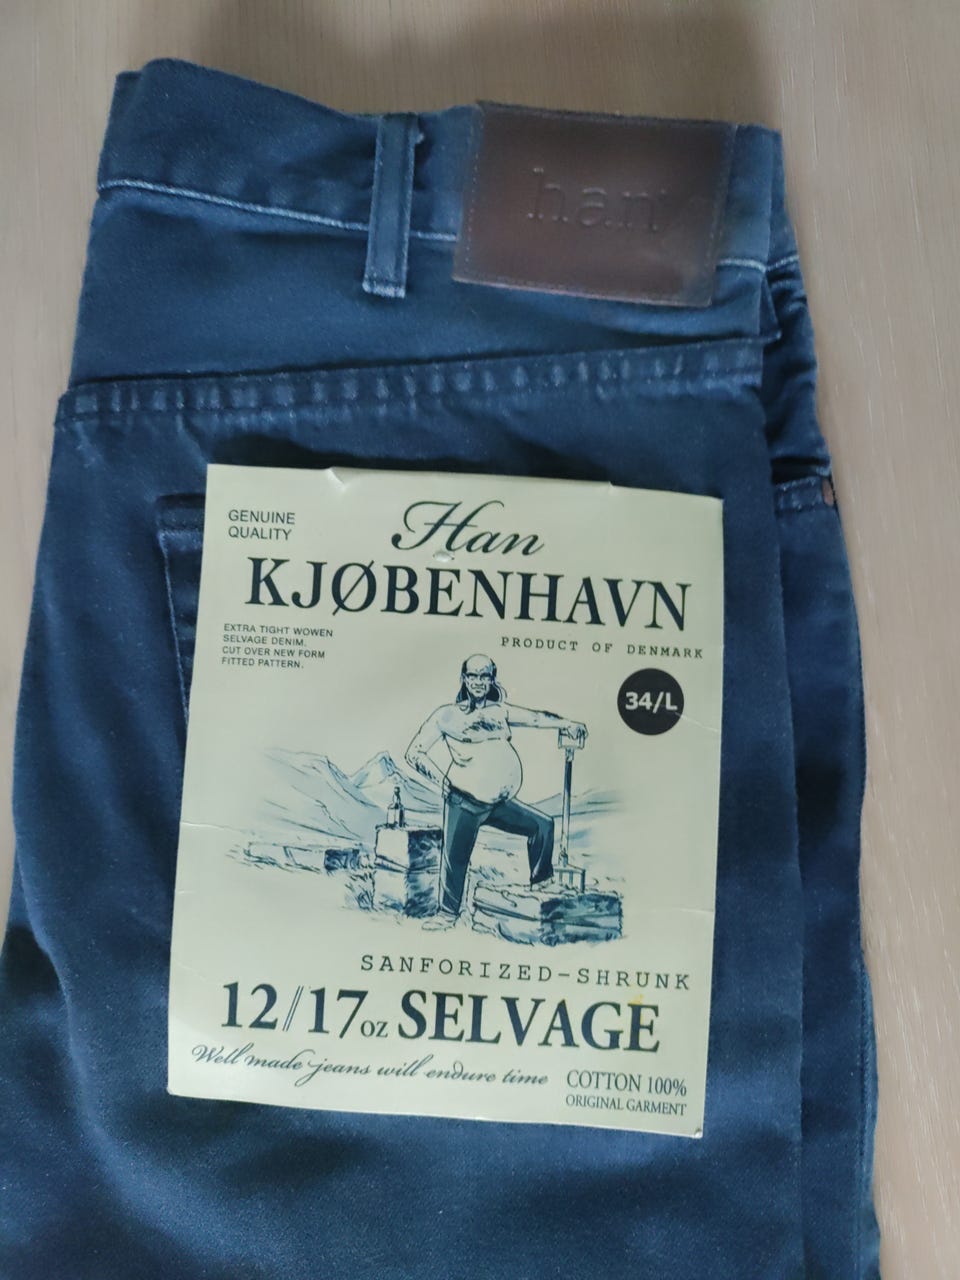 han
GENUINE
QUALITY
Han
KJØBENHAVN
EXTRA TIGHT WOWEN
SELVAGE DENIM.
CUT OVER NEW FORM
FITTED PATTERN.
PRODUCT OF DENMARK
34/L
SANFORIZED-SHRUNK
12//17oz SELVAGE
Well made jeans will endure time
COTTON 100%
ORIGINAL GARMENT